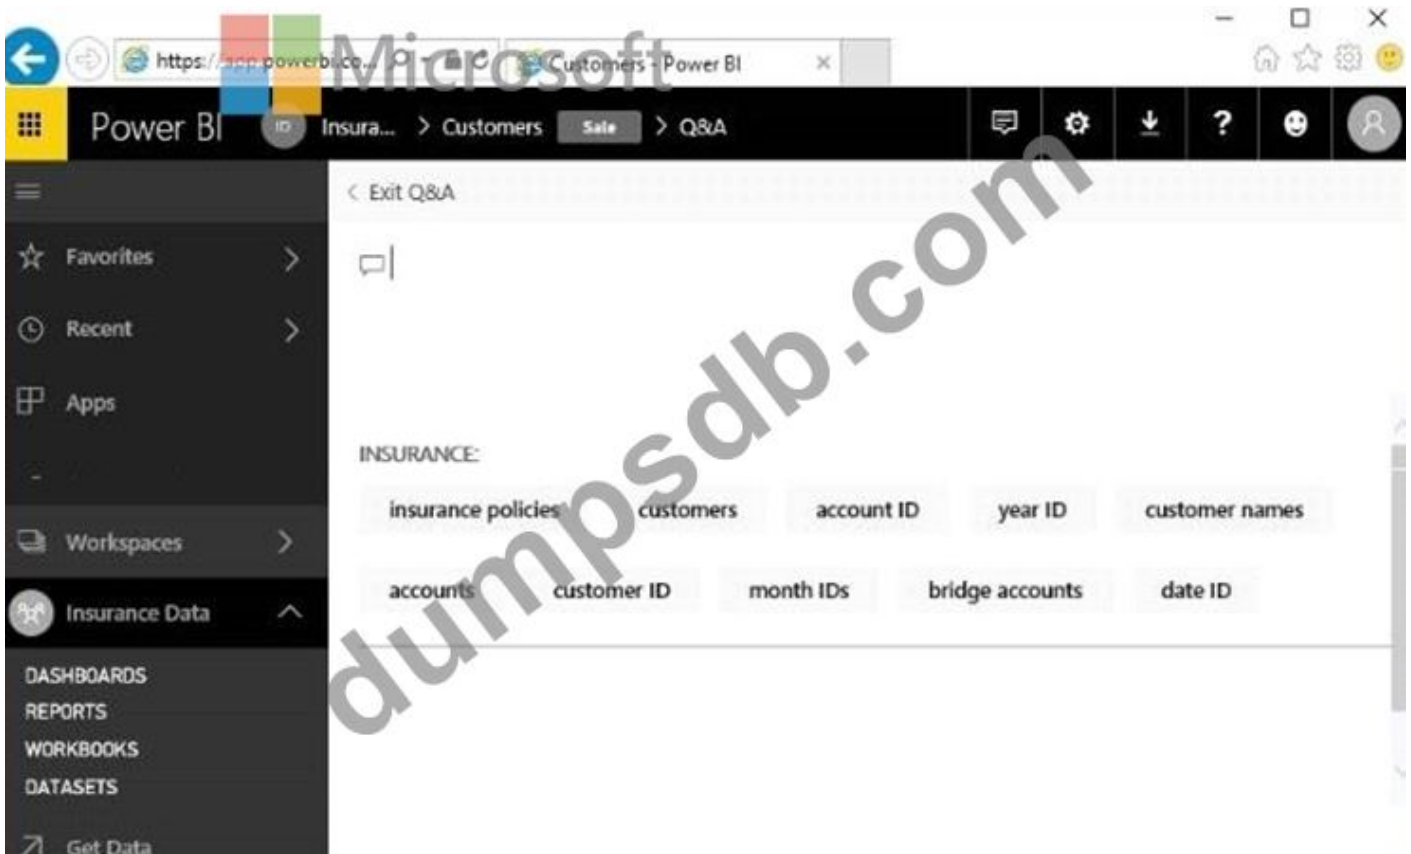 Microsoft
https://app.powerbi.co... Customers - Power BI
Power BI ID Insura... > Customers Sale > Q&A
< Exit Q&A
Favorites
Recent
Apps
Workspaces
Insurance Data
DASHBOARDS
REPORTS
WORKBOOKS
DATASETS
Get Data
INSURANCE:
insurance policies customers account ID year ID customer names
accounts customer ID month IDs bridge accounts date ID
dumpsdb.com